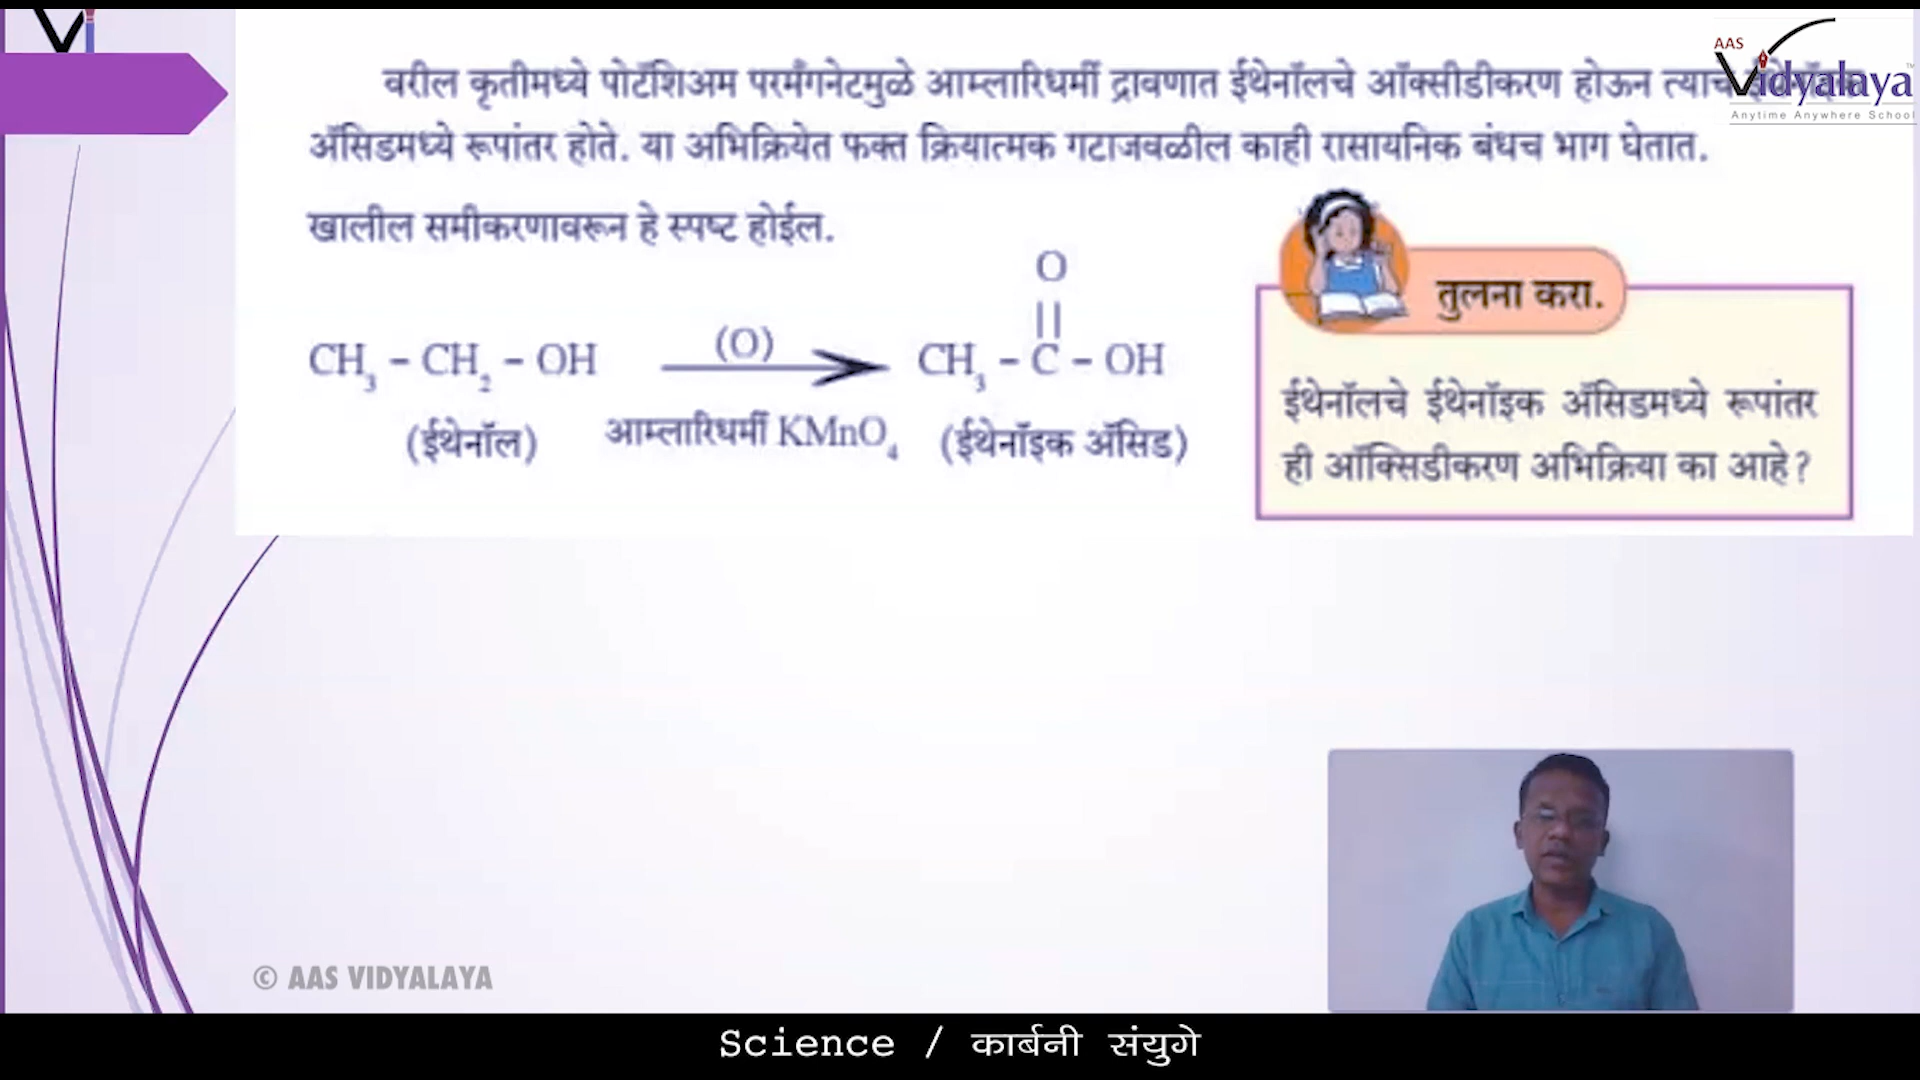 Vi
AAS
Vidyalaya
Anytime Anywhere School
वरील कृतीमध्ये पोटॅशिअम परमँगनेटमुळे आम्लारिधर्मी द्रावणात ईथेनॉलचे ऑक्सीडीकरण होऊन त्याचे
ॲसिडमध्ये रूपांतर होते. या अभिक्रियेत फक्त क्रियात्मक गटाजवळील काही रासायनिक बंधच भाग घेतात.
खालील समीकरणावरून हे स्पष्ट होईल.
O
||
CH₃ – CH₂ – OH (O) CH₃ – C – OH
(ईथेनॉल) आम्लारिधर्मी KMnO₄ (ईथेनॉइक ॲसिड)
तुलना करा.
ईथेनॉलचे ईथेनॉइक ॲसिडमध्ये रूपांतर
ही ऑक्सिडीकरण अभिक्रिया का आहे?
© AAS VIDYALAYA
Science / कार्बनी संयुगे